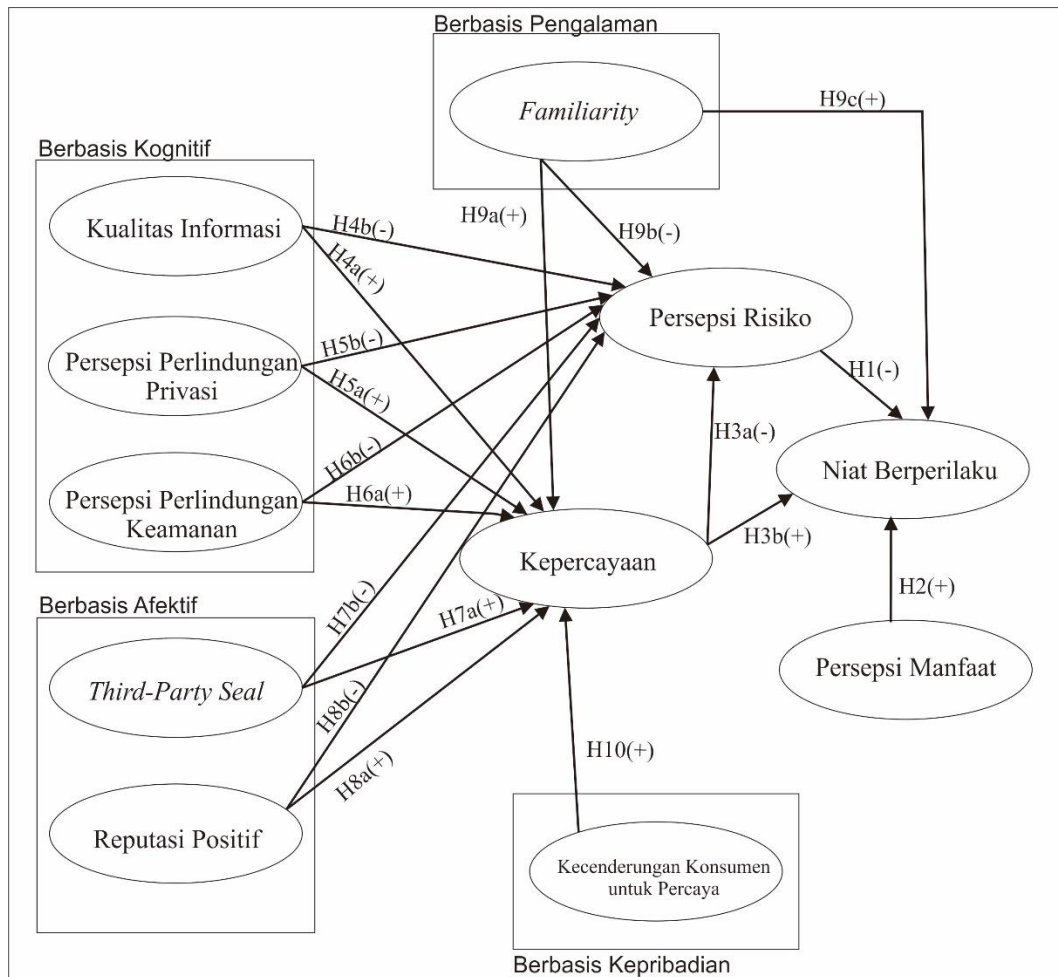 Berbasis Pengalaman
Familiarity
H9c(+)
Berbasis Kognitif
Kualitas Informasi
H4b(-)
H4a(+)
H9a(+)
H9b(-)
Persepsi Risiko
Persepsi Perlindungan
Privasi
H5b(-)
H5a(+)
H1(-)
H3a(-)
Niat Berperilaku
Persepsi Perlindungan
Keamanan
H6b(-)
H6a(+)
Kepercayaan
H3b(+)
H2(+)
Berbasis Afektif
Third-Party Seal
H7b(-)
H7a(+)
Persepsi Manfaat
H8b(-)
H8a(+)
H10(+)
Reputasi Positif
Kecenderungan Konsumen
untuk Percaya
Berbasis Kepribadian